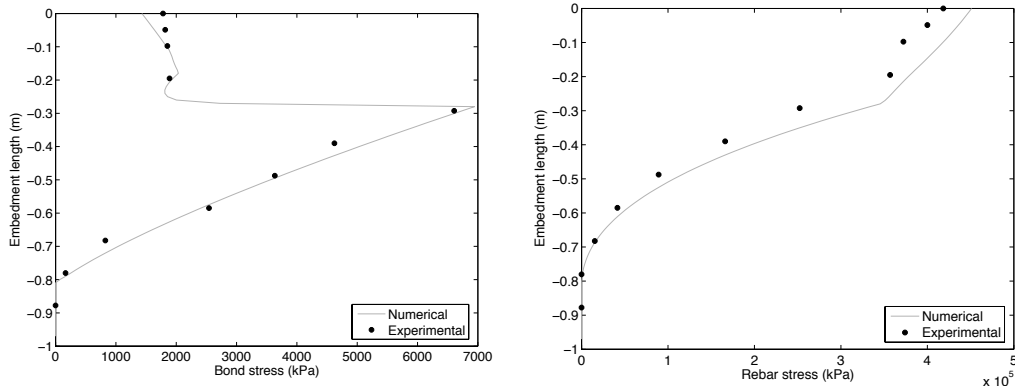 0
−0.1
−0.2
−0.3
−0.4
−0.5
−0.6
−0.7
−0.8
−0.9
−1
Embedment length (m)
0 1000 2000 3000 4000 5000 6000 7000
Bond stress (kPa)
Numerical
Experimental
0
−0.1
−0.2
−0.3
−0.4
−0.5
−0.6
−0.7
−0.8
−0.9
−1
Embedment length (m)
0 1 2 3 4 5
Rebar stress (kPa)
x 10⁵
Numerical
Experimental